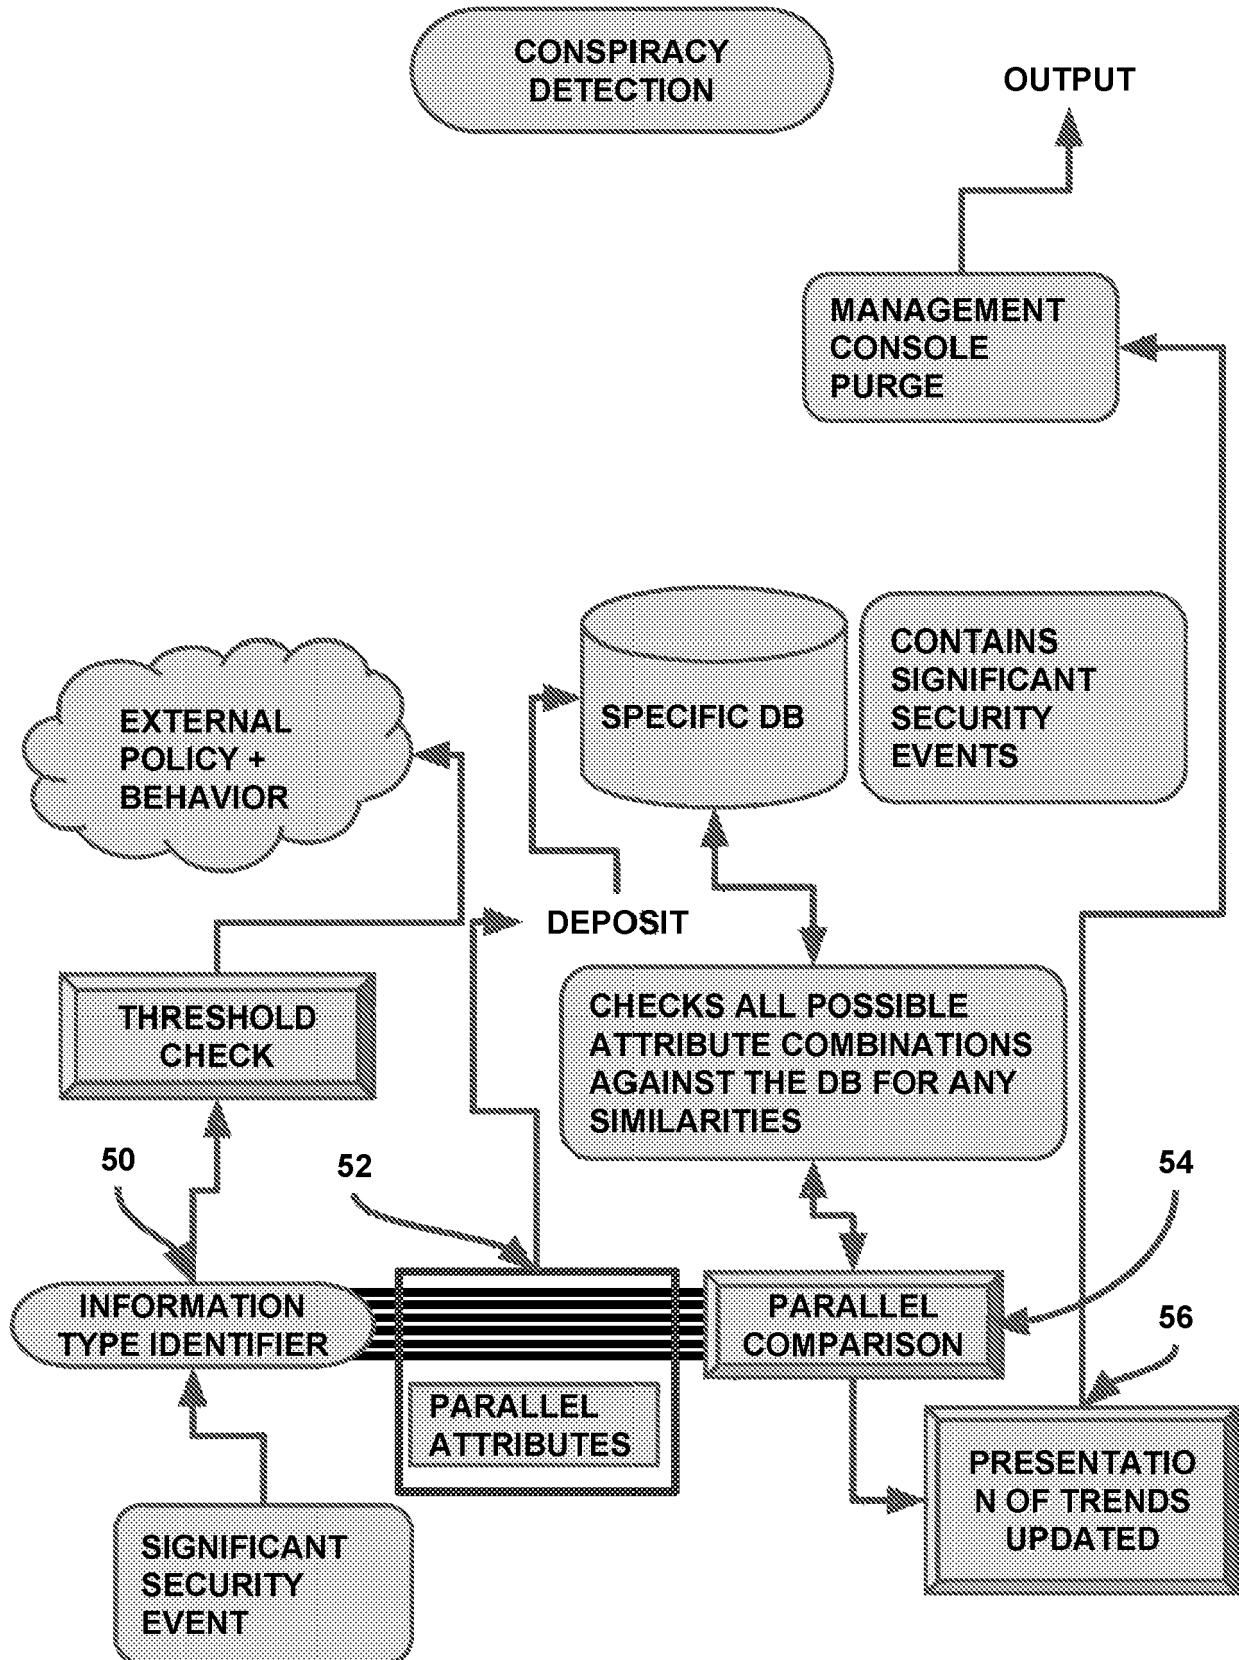 CONSPIRACY
DETECTION
OUTPUT
MANAGEMENT
CONSOLE
PURGE
EXTERNAL
POLICY +
BEHAVIOR
SPECIFIC DB
CONTAINS
SIGNIFICANT
SECURITY
EVENTS
DEPOSIT
THRESHOLD
CHECK
CHECKS ALL POSSIBLE
ATTRIBUTE COMBINATIONS
AGAINST THE DB FOR ANY
SIMILARITIES
50
52
54
INFORMATION
TYPE IDENTIFIER
PARALLEL
COMPARISON
56
PARALLEL
ATTRIBUTES
PRESENTATIO
N OF TRENDS
UPDATED
SIGNIFICANT
SECURITY
EVENT